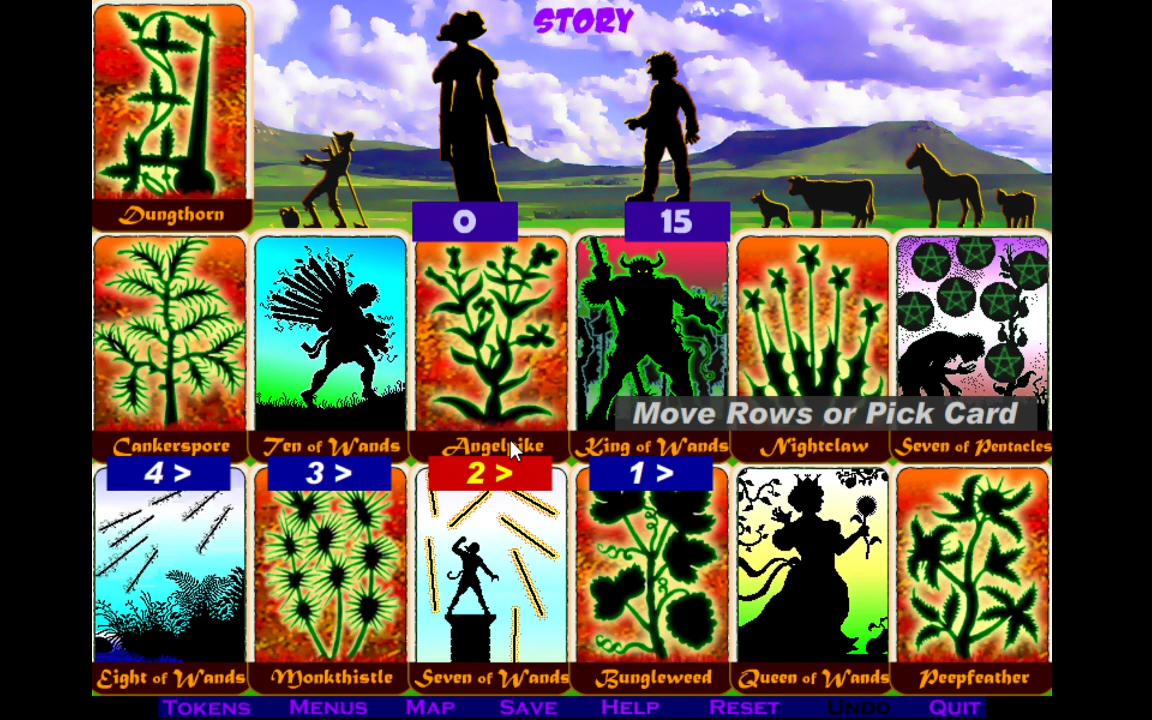 STORY
Dungthorn
0
15
Move Rows or Pick Card
Cankerspore
Ten of Wands
Angelspike
King of Wands
Nightclaw
Seven of Pentacles
4 >
3 >
2 >
1 >
Eight of Wands
Monkthistle
Seven of Wands
Bungleweed
Queen of Wands
Peepfeather
TOKENS MENUS MAP SAVE HELP RESET UNDO QUIT